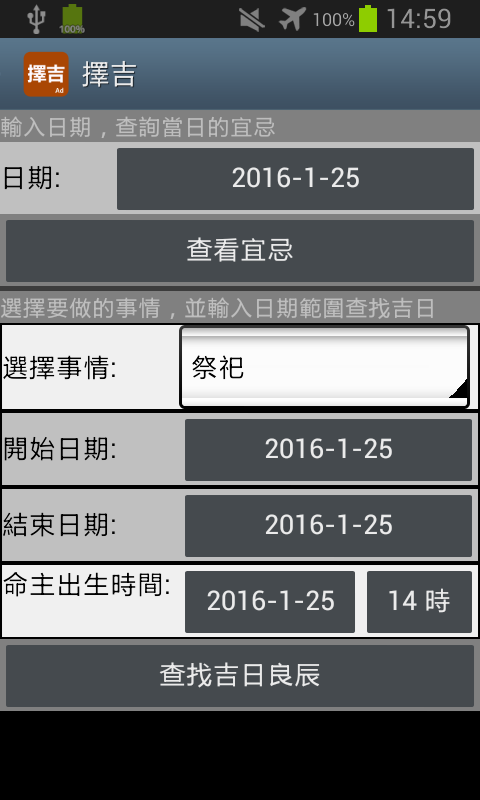 100% 100% 14:59
擇吉 Ad 擇吉
輸入日期，查詢當日的宜忌
日期: 2016-1-25
查看宜忌
選擇要做的事情，並輸入日期範圍查找吉日
選擇事情: 祭祀
開始日期: 2016-1-25
結束日期: 2016-1-25
命主出生時間: 2016-1-25 14 時
查找吉日良辰